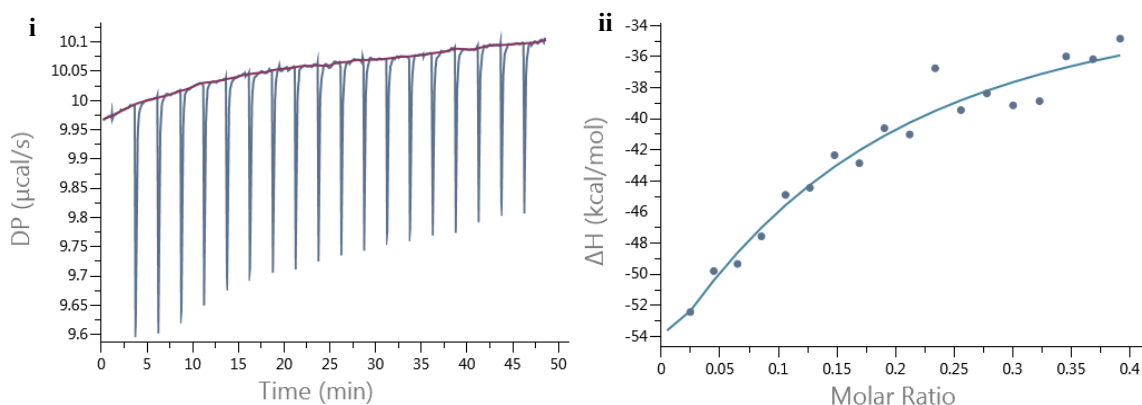 i
DP (µcal/s)
10.1
10.05
10
9.95
9.9
9.85
9.8
9.75
9.7
9.65
9.6
0 5 10 15 20 25 30 35 40 45 50
Time (min)
ii
ΔH (kcal/mol)
-34
-36
-38
-40
-42
-44
-46
-48
-50
-52
-54
0 0.05 0.1 0.15 0.2 0.25 0.3 0.35 0.4
Molar Ratio